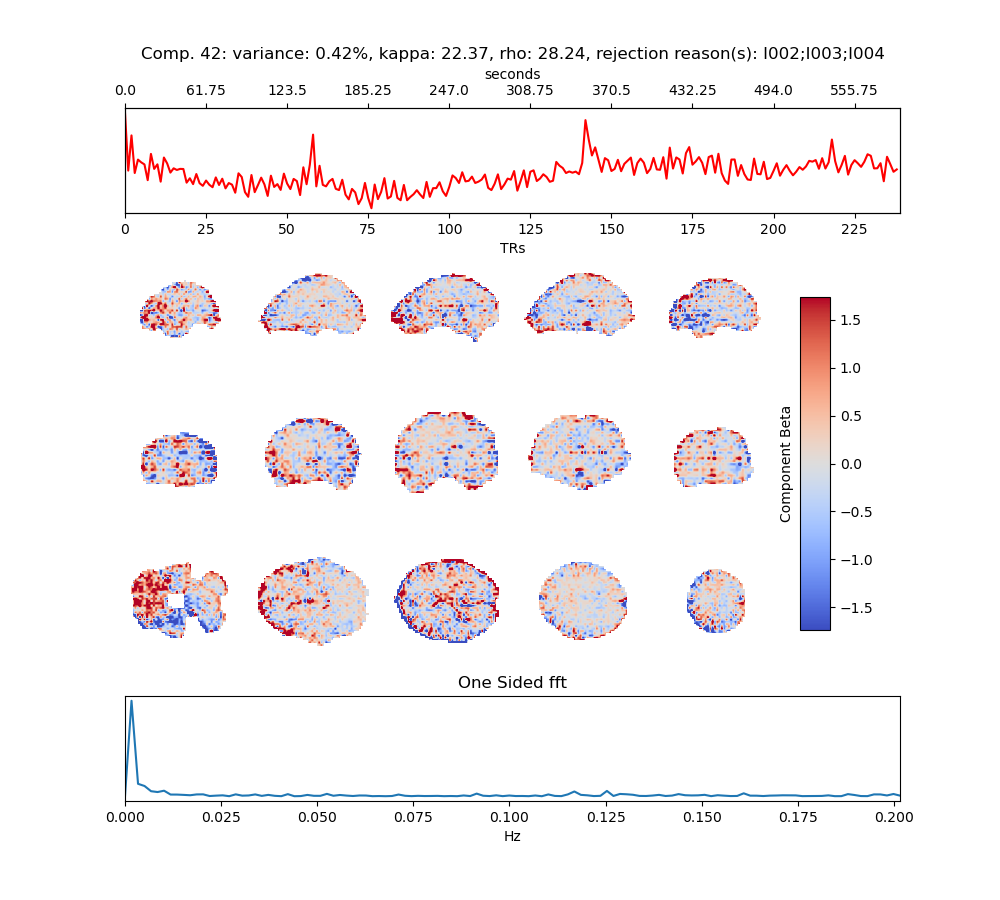 Comp. 42: variance: 0.42%, kappa: 22.37, rho: 28.24, rejection reason(s): I002;I003;I004
seconds
0.0 61.75 123.5 185.25 247.0 308.75 370.5 432.25 494.0 555.75
0 25 50 75 100 125 150 175 200 225
TRs
1.5
1.0
0.5
0.0
−0.5
−1.0
−1.5
Component Beta
One Sided fft
0.000 0.025 0.050 0.075 0.100 0.125 0.150 0.175 0.200
Hz